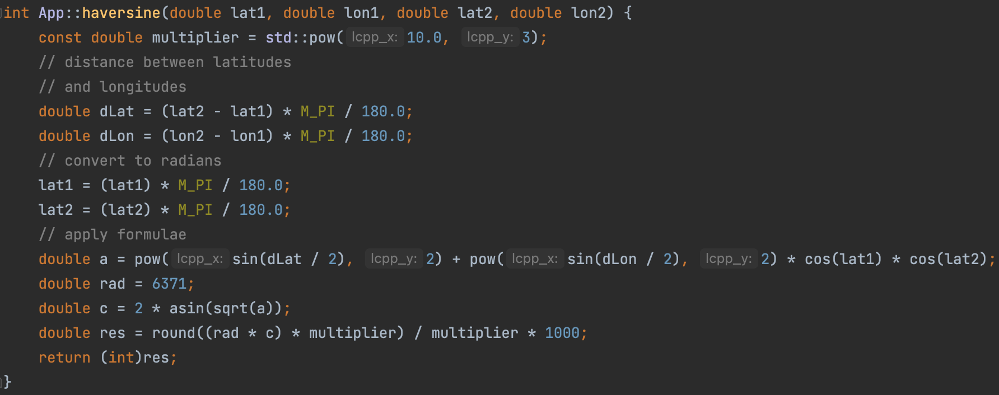 int App::haversine(double lat1, double lon1, double lat2, double lon2) {
    const double multiplier = std::pow( lcpp_x: 10.0, lcpp_y: 3);
    // distance between latitudes
    // and longitudes
    double dLat = (lat2 - lat1) * M_PI / 180.0;
    double dLon = (lon2 - lon1) * M_PI / 180.0;
    // convert to radians
    lat1 = (lat1) * M_PI / 180.0;
    lat2 = (lat2) * M_PI / 180.0;
    // apply formulae
    double a = pow( lcpp_x: sin(dLat / 2), lcpp_y: 2) + pow( lcpp_x: sin(dLon / 2), lcpp_y: 2) * cos(lat1) * cos(lat2);
    double rad = 6371;
    double c = 2 * asin(sqrt(a));
    double res = round((rad * c) * multiplier) / multiplier * 1000;
    return (int)res;
}